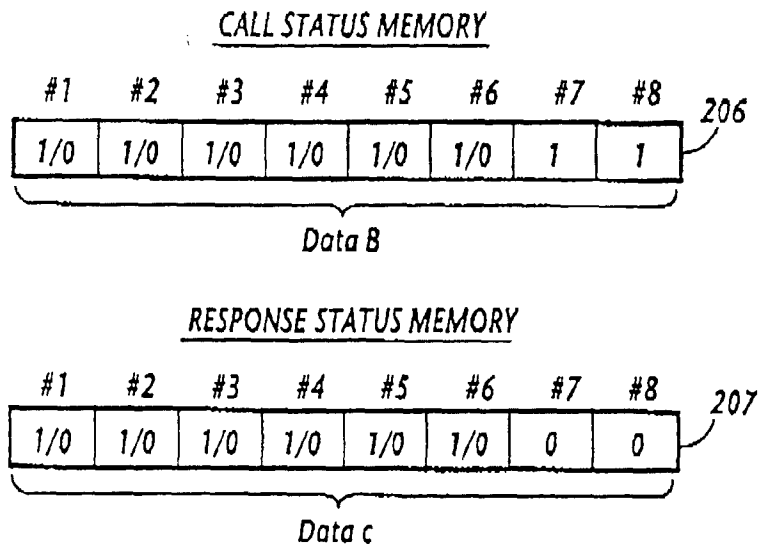 CALL STATUS MEMORY
#1 #2 #3 #4 #5 #6 #7 #8
206
1/0 1/0 1/0 1/0 1/0 1/0 1 1
Data B
RESPONSE STATUS MEMORY
#1 #2 #3 #4 #5 #6 #7 #8
207
1/0 1/0 1/0 1/0 1/0 1/0 0 0
Data c